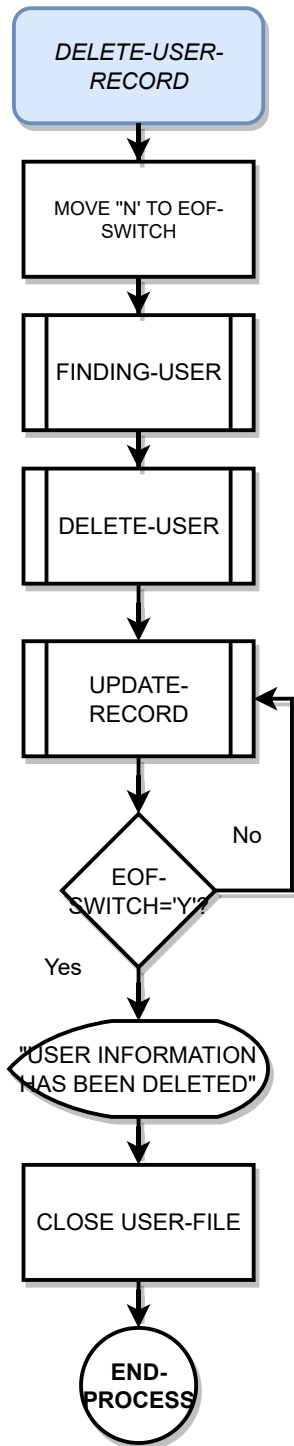 DELETE-USER-
RECORD
MOVE "N' TO EOF-
SWITCH
FINDING-USER
DELETE-USER
UPDATE-
RECORD
No
EOF-
SWITCH='Y'?
Yes
"USER INFORMATION
HAS BEEN DELETED"
CLOSE USER-FILE
END-
PROCESS